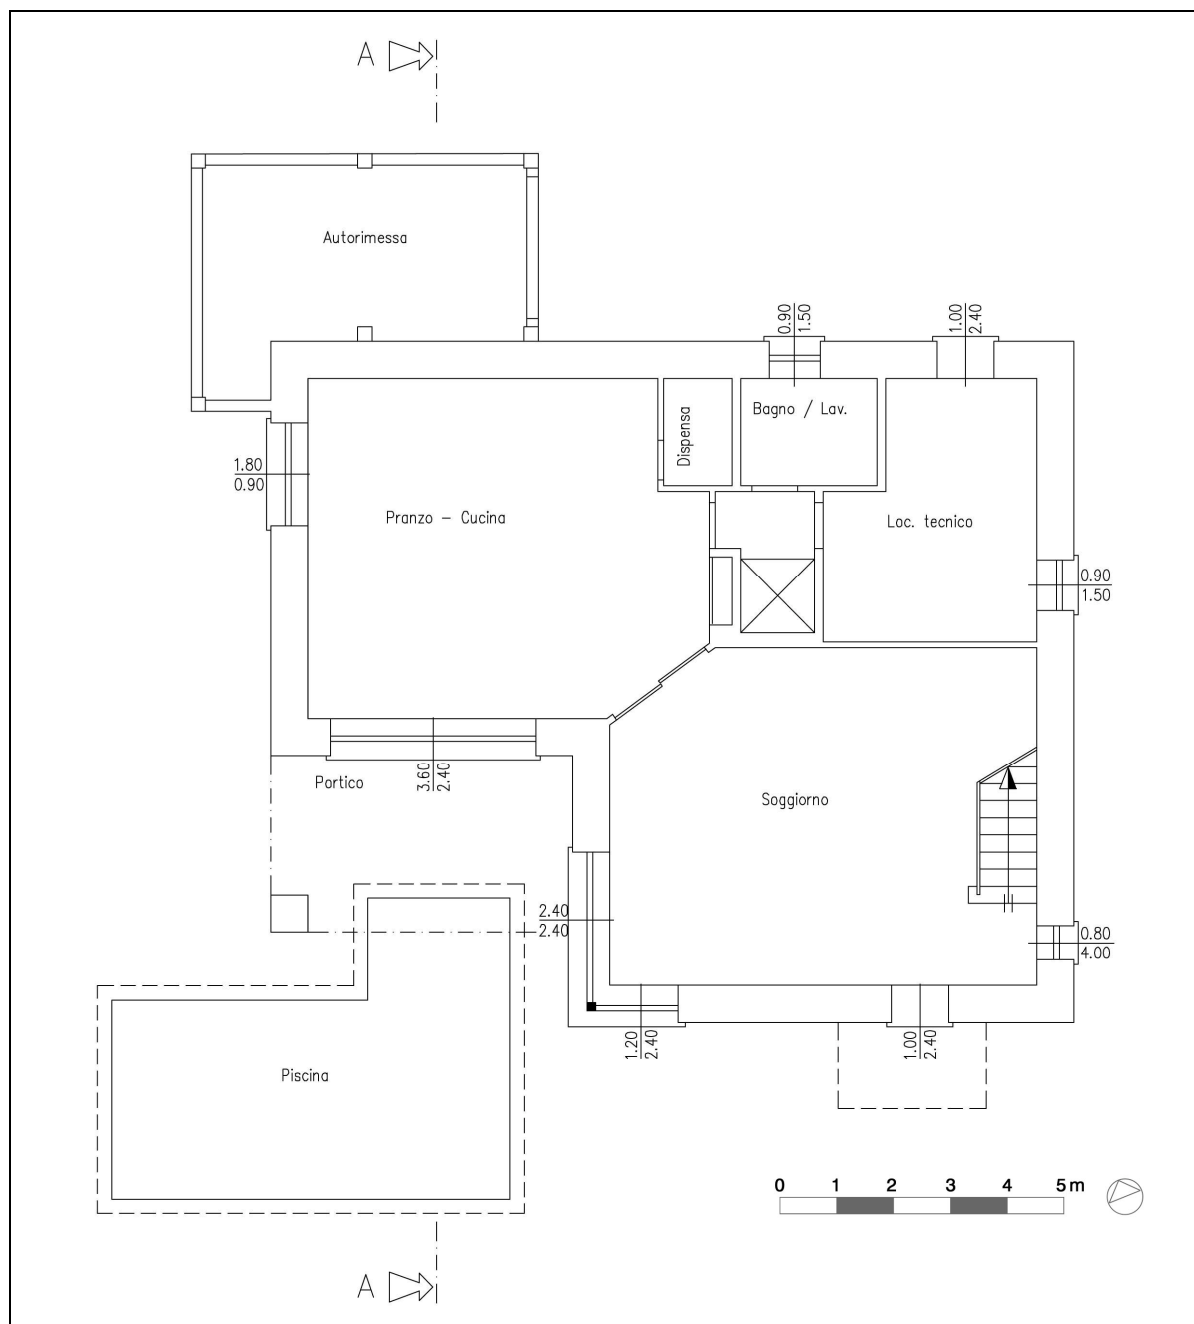 A
Autorimessa
0.90
1.50
1.00
2.40
Bagno / Lav.
Dispensa
1.80
0.90
Pranzo - Cucina
Loc. tecnico
0.90
1.50
Portico
3.60
2.40
Soggiorno
2.40
2.40
0.80
4.00
1.20
2.40
1.00
2.40
Piscina
0 1 2 3 4 5 m
A